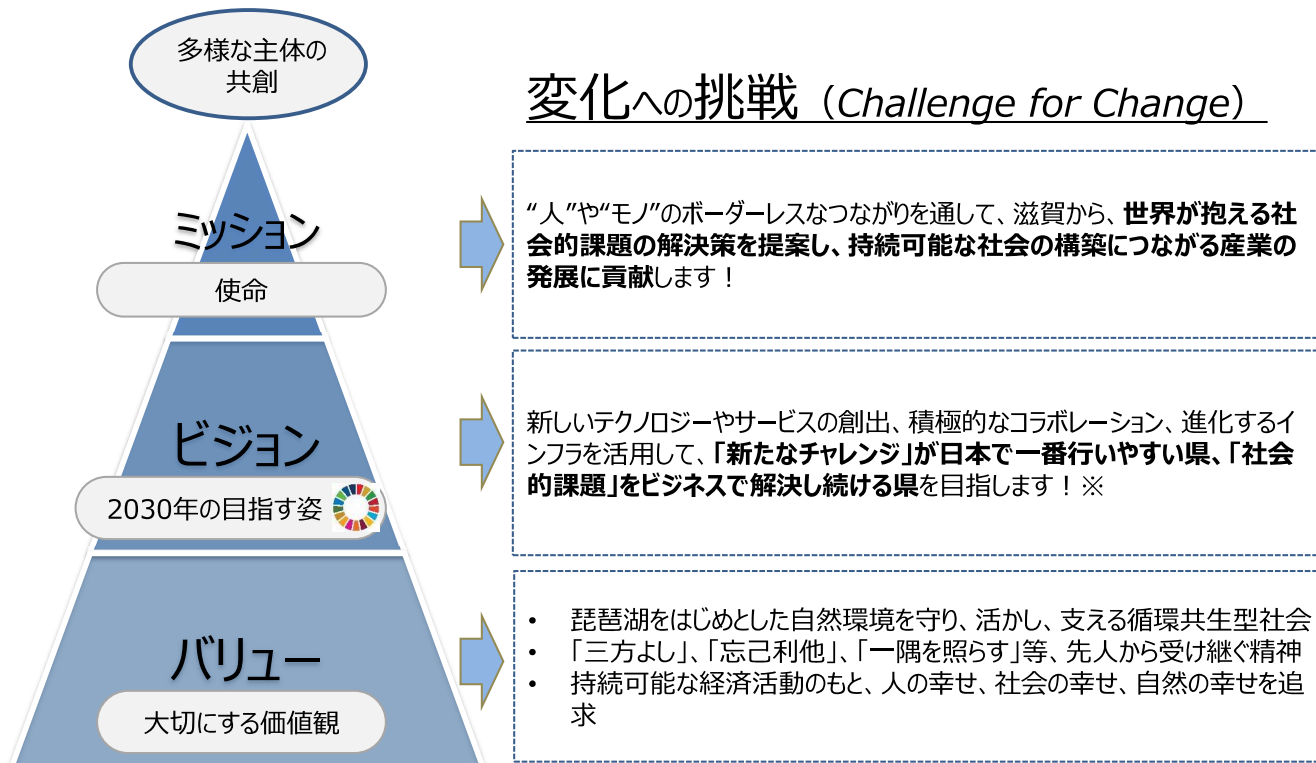 多様な主体の
共創
変化への挑戦（Challenge for Change）
ミッション
使命
“人”や“モノ”のボーダーレスなつながりを通して、滋賀から、世界が抱える社
会的課題の解決策を提案し、持続可能な社会の構築につながる産業の
発展に貢献します！
ビジョン
2030年の目指す姿
新しいテクノロジーやサービスの創出、積極的なコラボレーション、進化するイ
ンフラを活用して、「新たなチャレンジ」が日本で一番行いやすい県、「社会
的課題」をビジネスで解決し続ける県を目指します！※
バリュー
大切にする価値観
• 琵琶湖をはじめとした自然環境を守り、活かし、支える循環共生型社会
• 「三方よし」、「忘己利他」、「一隅を照らす」等、先人から受け継ぐ精神
• 持続可能な経済活動のもと、人の幸せ、社会の幸せ、自然の幸せを追
求